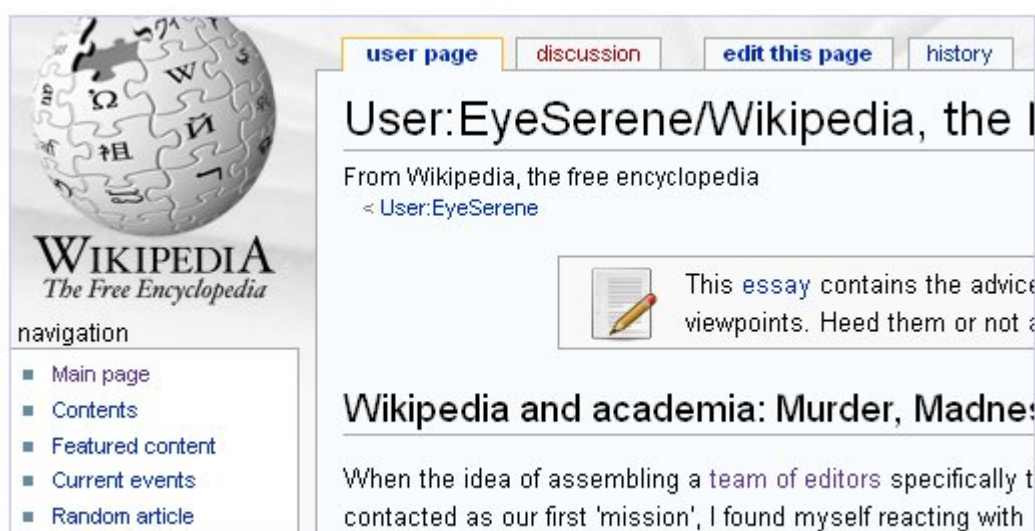 user page
discussion
edit this page
history
User:EyeSerene/Wikipedia, the
From Wikipedia, the free encyclopedia
< User:EyeSerene
This essay contains the advice
viewpoints. Heed them or not
Wikipedia and academia: Murder, Madnes
When the idea of assembling a team of editors specifically t
contacted as our first 'mission', I found myself reacting with
W
Ω
И
祖
WIKIPEDIA
The Free Encyclopedia
navigation
Main page
Contents
Featured content
Current events
Random article